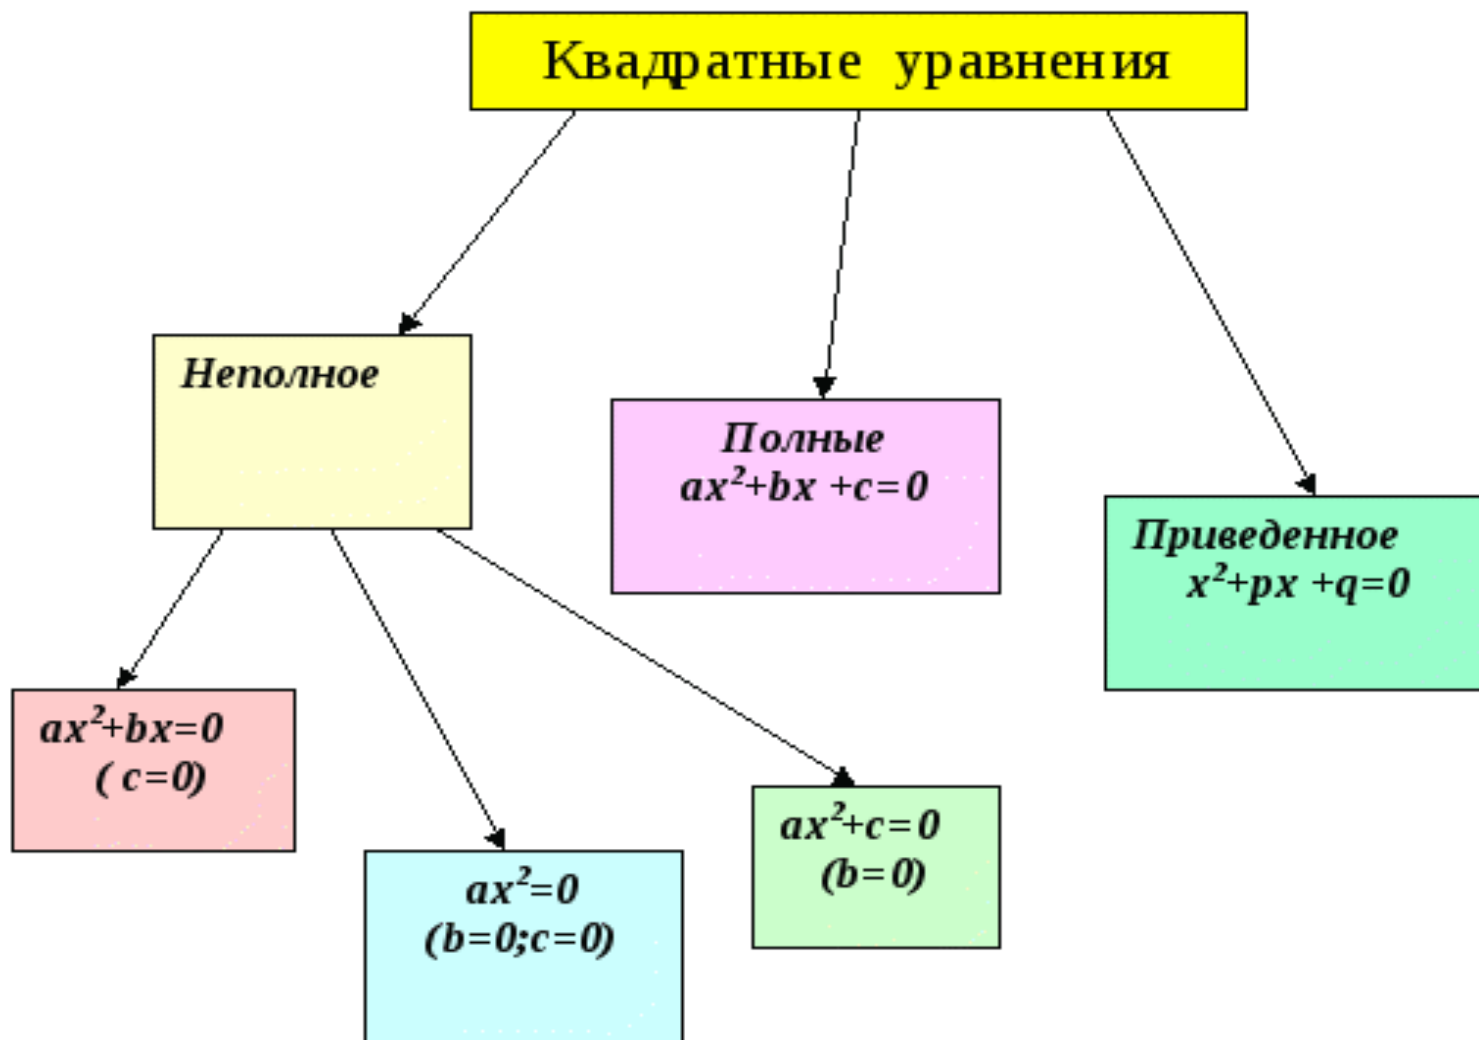 Квадратные уравнения
Неполное
Полные
ax²+bx +c=0
Приведенное
x²+px +q=0
ax²+bx=0
( c=0)
ax²=0
(b=0;c=0)
ax²+c=0
(b=0)